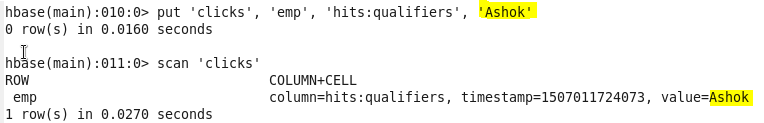 hbase(main):010:0> put 'clicks', 'emp', 'hits:qualifiers', 'Ashok'
0 row(s) in 0.0160 seconds
hbase(main):011:0> scan 'clicks'
ROW COLUMN+CELL
emp column=hits:qualifiers, timestamp=1507011724073, value=Ashok
1 row(s) in 0.0270 seconds